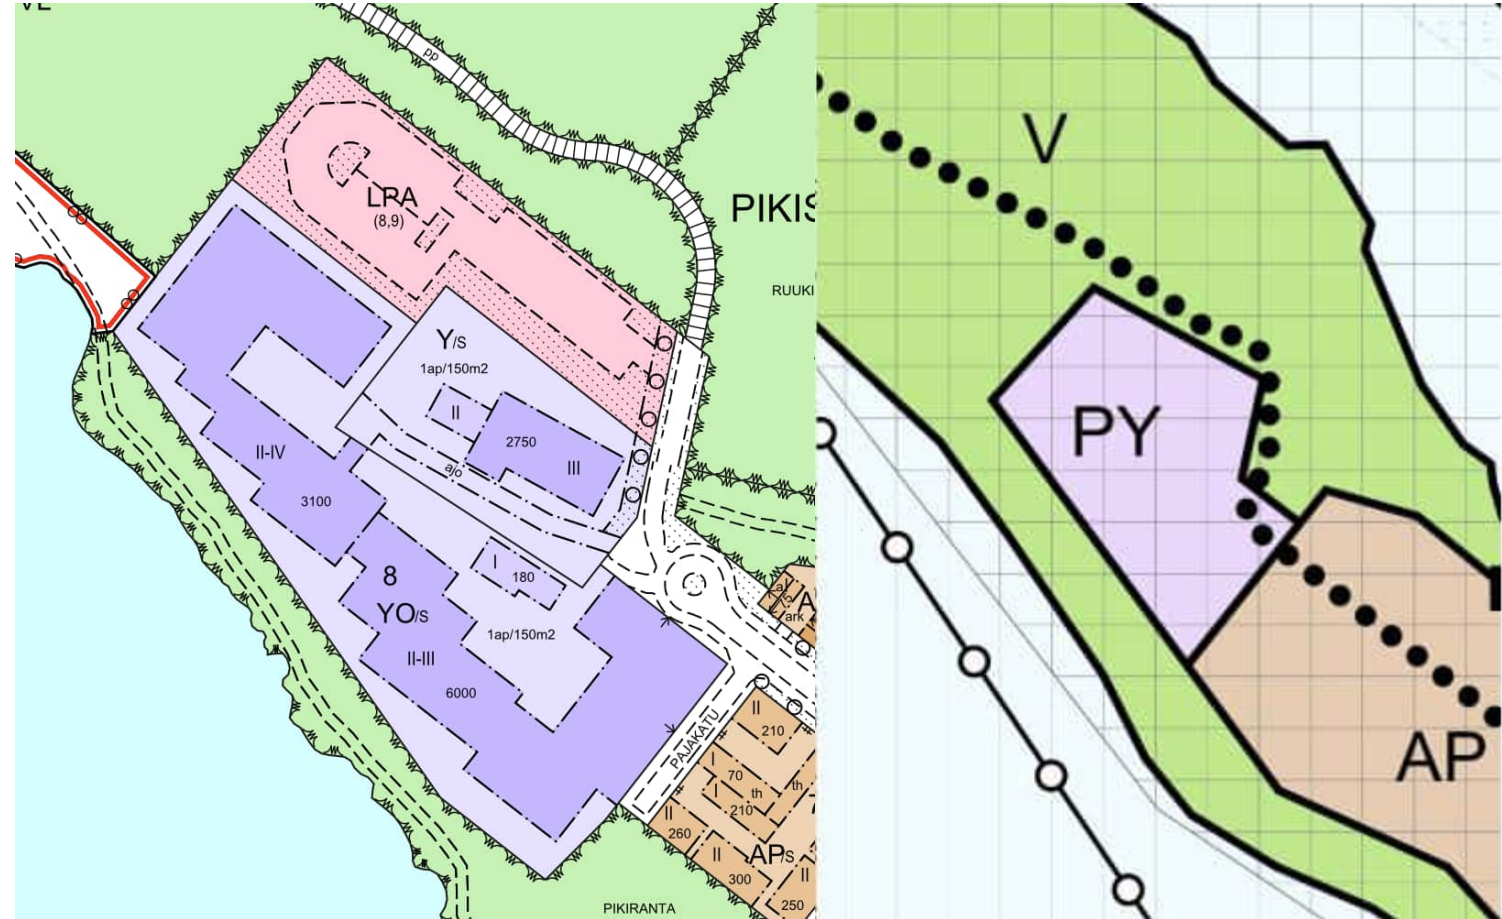 pp
LPA
(8,9)
PIKIS
RUUKI
Y/S
1ap/150m2
II
2750
III
ajo
II-IV
3100
8
YO/S
II-III
6000
I
180
1ap/150m2
A
ark
PAJAKATU
II
210
I
70
th
th
I
210
II
260
II
300
AP/S
II
250
PIKIRANTA
V
PY
AP